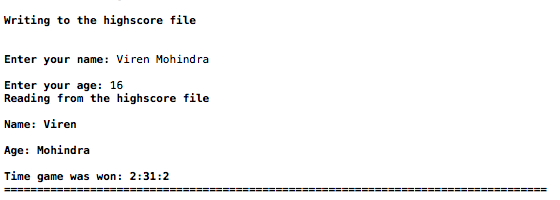 Writing to the highscore file
Enter your name: Viren Mohindra
Enter your age: 16
Reading from the highscore file
Name: Viren
Age: Mohindra
Time game was won: 2:31:2
==================================================================================